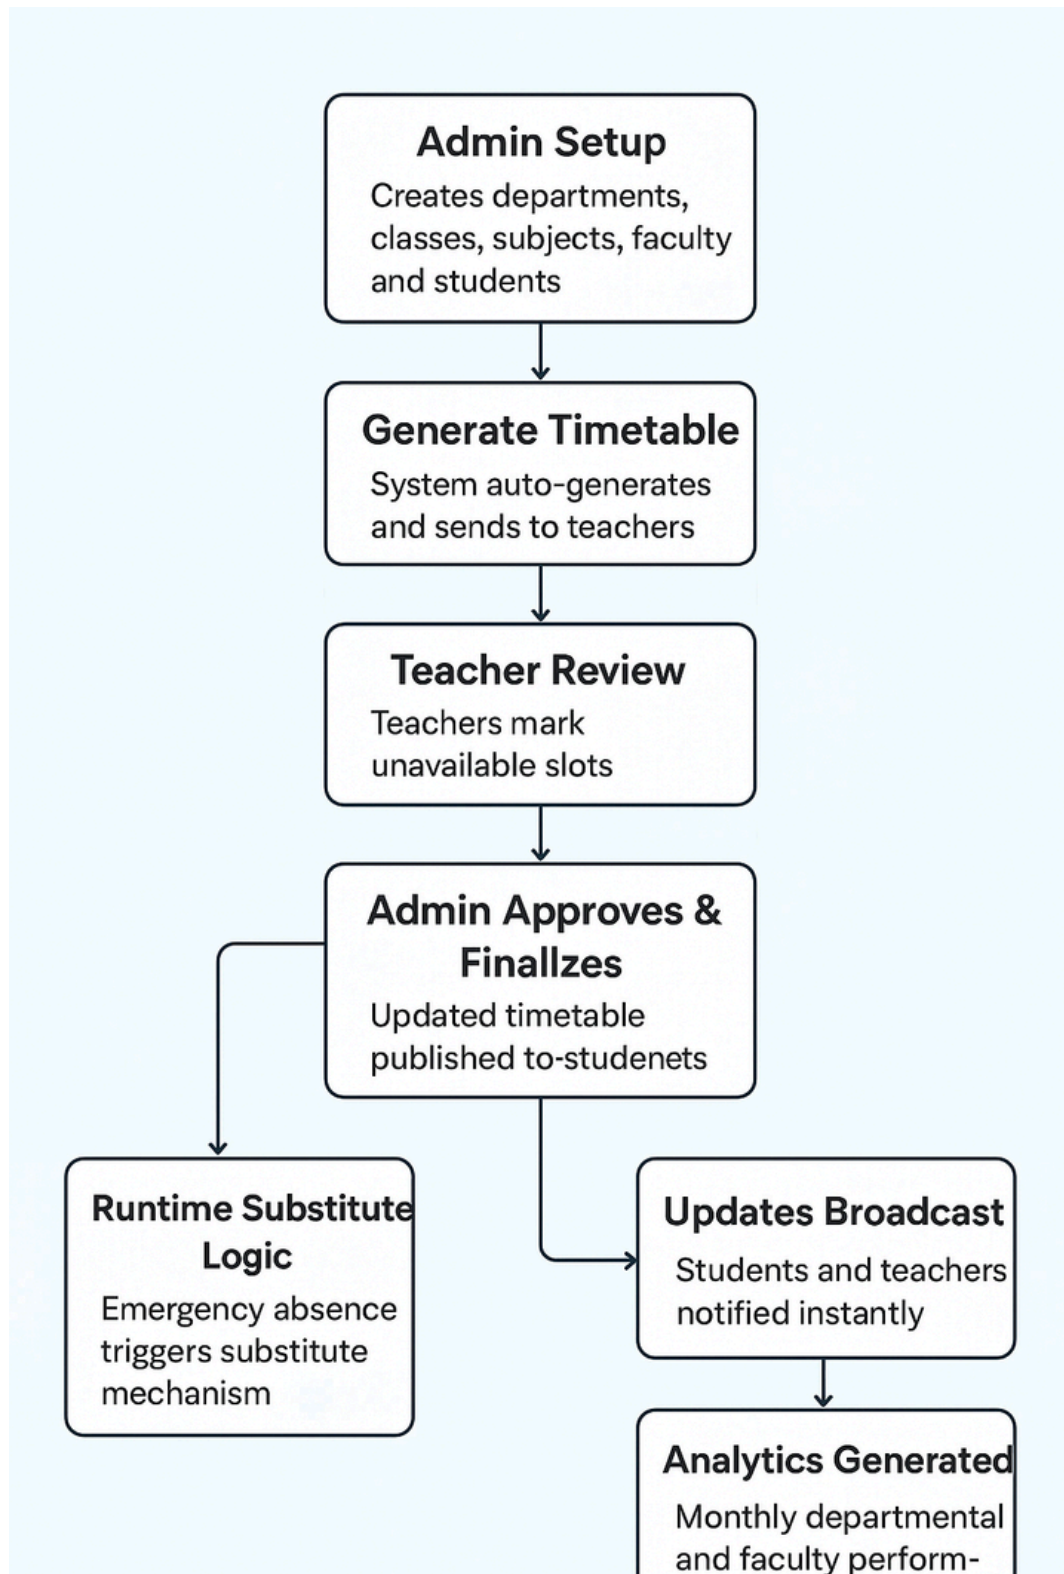 Admin Setup
Creates departments,
classes, subjects, faculty
and students
Generate Timetable
System auto-generates
and sends to teachers
Teacher Review
Teachers mark
unavailable slots
Admin Approves &
Finallzes
Updated timetable
published to-studenets
Runtime Substitute
Logic
Emergency absence
triggers substitute
mechanism
Updates Broadcast
Students and teachers
notified instantly
Analytics Generated
Monthly departmental
and faculty perform-